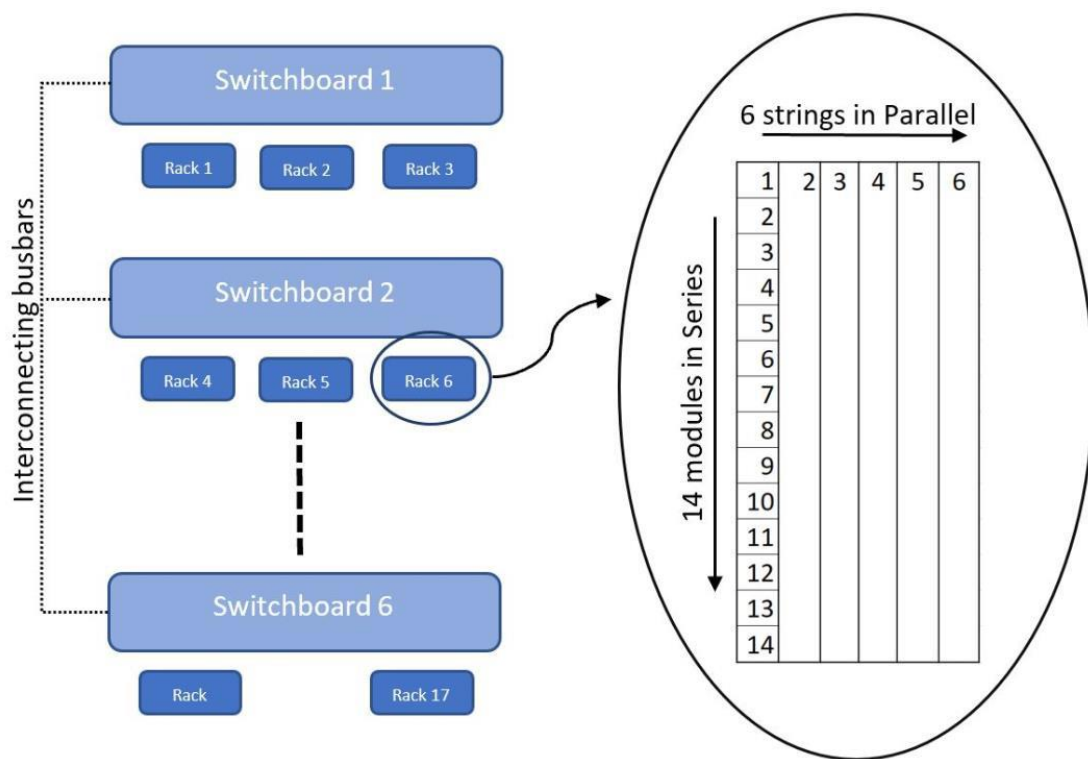 Interconnecting busbars
Switchboard 1
Rack 1 Rack 2 Rack 3
Switchboard 2
Rack 4 Rack 5 Rack 6
Switchboard 6
Rack Rack 17
6 strings in Parallel
14 modules in Series
1 2 3 4 5 6
2
3
4
5
6
7
8
9
10
11
12
13
14